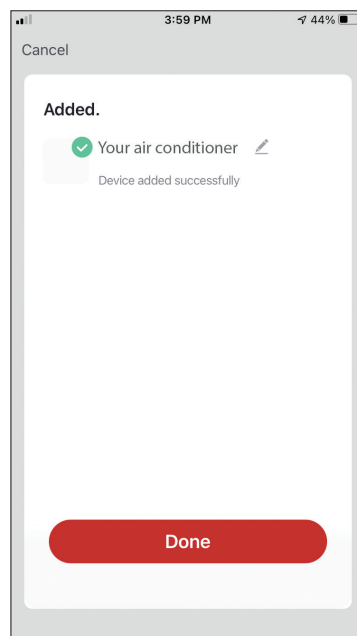 3:59 PM 44%
Cancel
Added.
Your air conditioner
Device added successfully
Done